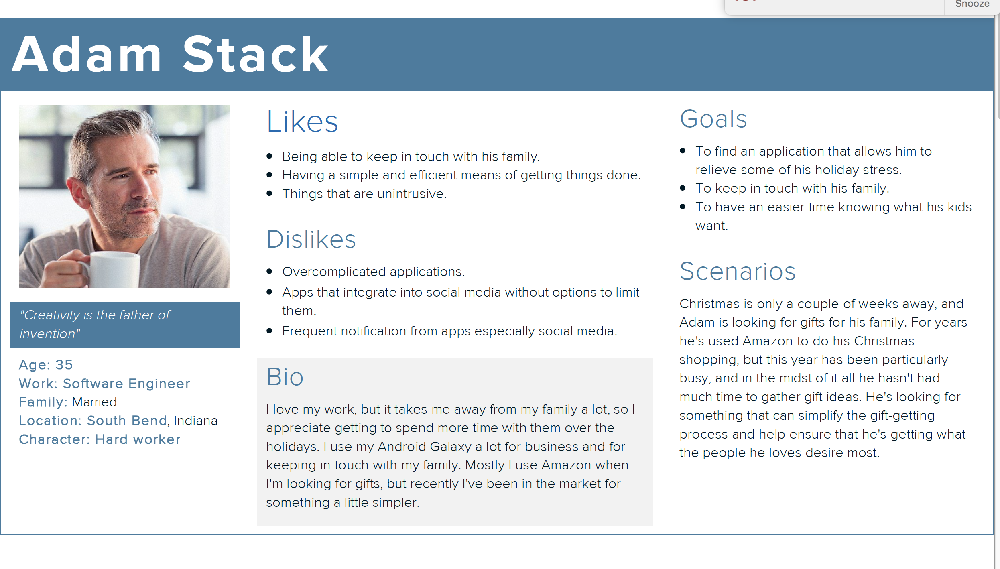 Snooze
Adam Stack
"Creativity is the father of
invention"
Age: 35
Work: Software Engineer
Family: Married
Location: South Bend, Indiana
Character: Hard worker
Likes
Being able to keep in touch with his family.
Having a simple and efficient means of getting things done.
Things that are unintrusive.
Dislikes
Overcomplicated applications.
Apps that integrate into social media without options to limit
them.
Frequent notification from apps especially social media.
Bio
I love my work, but it takes me away from my family a lot, so I
appreciate getting to spend more time with them over the
holidays. I use my Android Galaxy a lot for business and for
keeping in touch with my family. Mostly I use Amazon when
I'm looking for gifts, but recently I've been in the market for
something a little simpler.
Goals
To find an application that allows him to
relieve some of his holiday stress.
To keep in touch with his family.
To have an easier time knowing what his kids
want.
Scenarios
Christmas is only a couple of weeks away, and
Adam is looking for gifts for his family. For years
he's used Amazon to do his Christmas
shopping, but this year has been particularly
busy, and in the midst of it all he hasn't had
much time to gather gift ideas. He's looking for
something that can simplify the gift-getting
process and help ensure that he's getting what
the people he loves desire most.